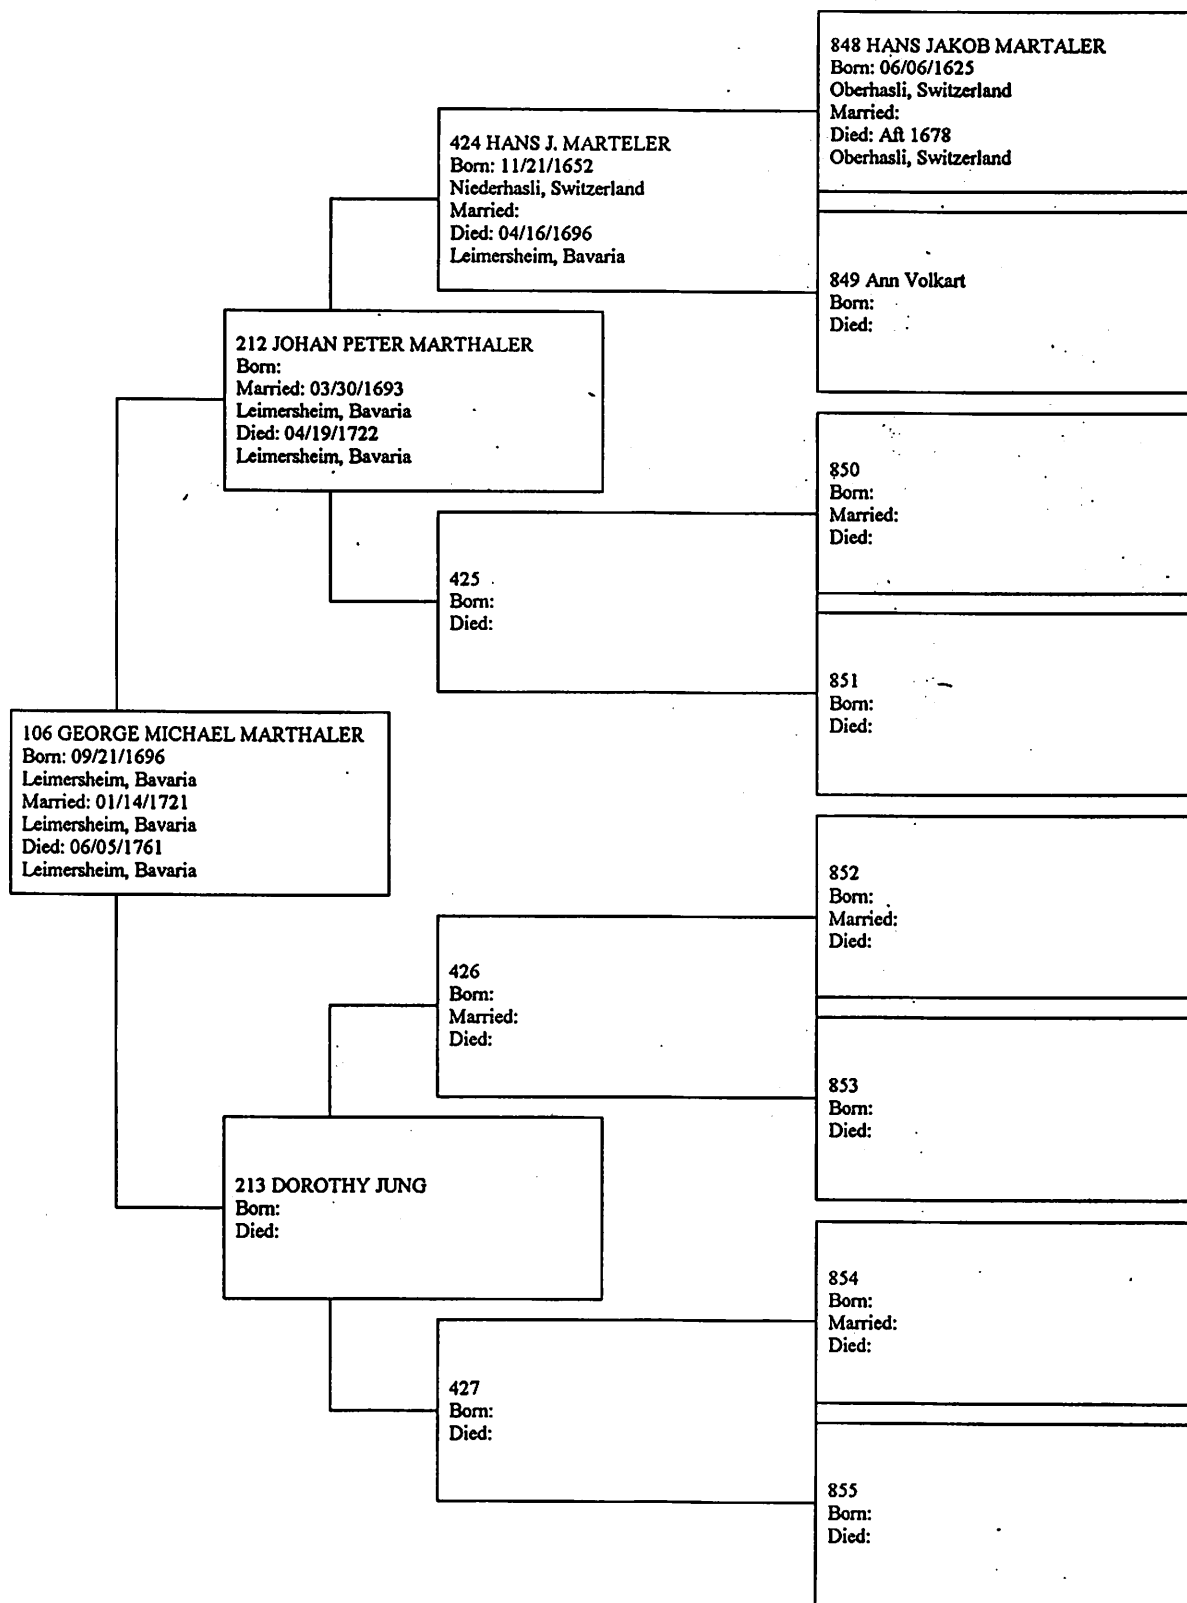 848 HANS JAKOB MARTALER
Born: 06/06/1625
Oberhasli, Switzerland
Married:
Died: Aft 1678
Oberhasli, Switzerland
424 HANS J. MARTELER
Born: 11/21/1652
Niederhasli, Switzerland
Married:
Died: 04/16/1696
Leimersheim, Bavaria
849 Ann Volkart
Born:
Died:
212 JOHAN PETER MARTHALER
Born:
Married: 03/30/1693
Leimersheim, Bavaria
Died: 04/19/1722
Leimersheim, Bavaria
850
Born:
Married:
Died:
425
Born:
Died:
851
Born:
Died:
106 GEORGE MICHAEL MARTHALER
Born: 09/21/1696
Leimersheim, Bavaria
Married: 01/14/1721
Leimersheim, Bavaria
Died: 06/05/1761
Leimersheim, Bavaria
852
Born:
Married:
Died:
426
Born:
Married:
Died:
853
Born:
Died:
213 DOROTHY JUNG
Born:
Died:
854
Born:
Married:
Died:
427
Born:
Died:
855
Born:
Died: